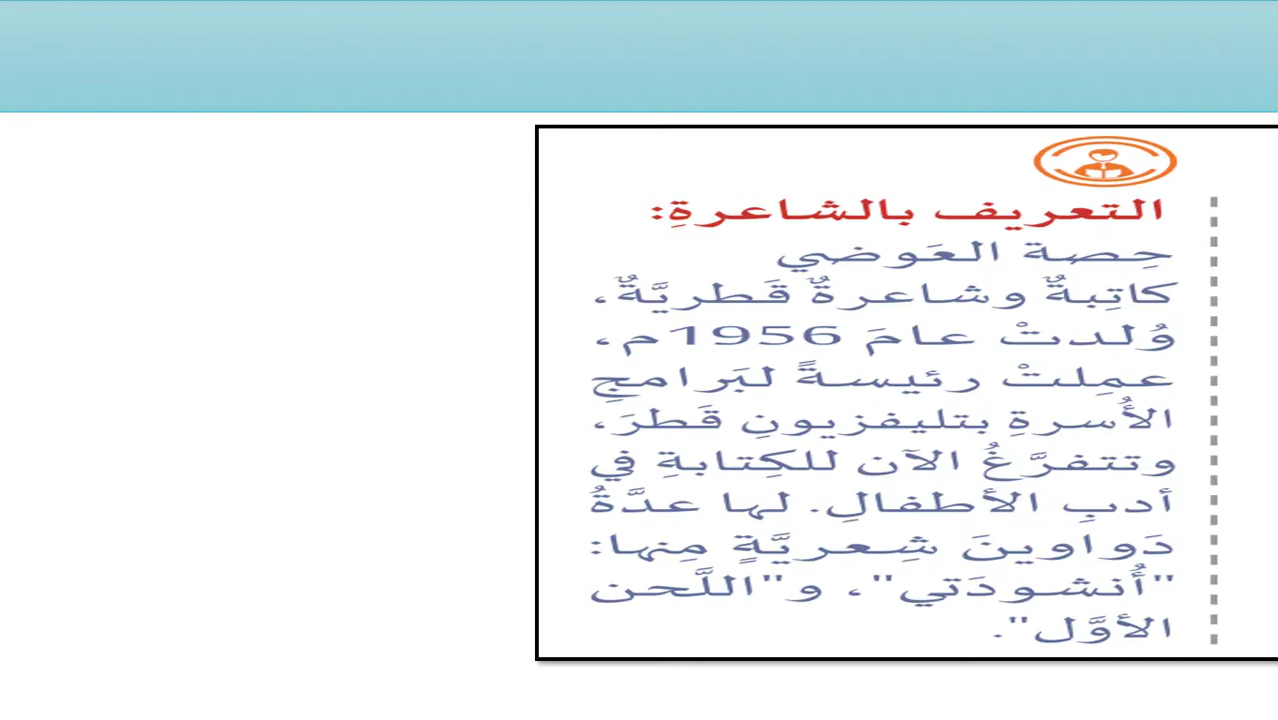 التعريف بالشاعرةِ:
حِصة العَوضي
كاتِبةٌ وشاعرةٌ قَطريَّةٌ،
وُلدتْ عامَ 1956م،
عمِلتْ رئيسةً لبَرامجِ
الأُسرةِ بتليفزيونِ قَطرَ،
وتتفرَّغُ الآن للكِتابةِ في
أدبِ الأطفالِ. لها عدَّةُ
دَواوينَ شِعريَّةٍ مِنها:
"أُنشودَتي"، و"اللَّحن
الأوَّل".